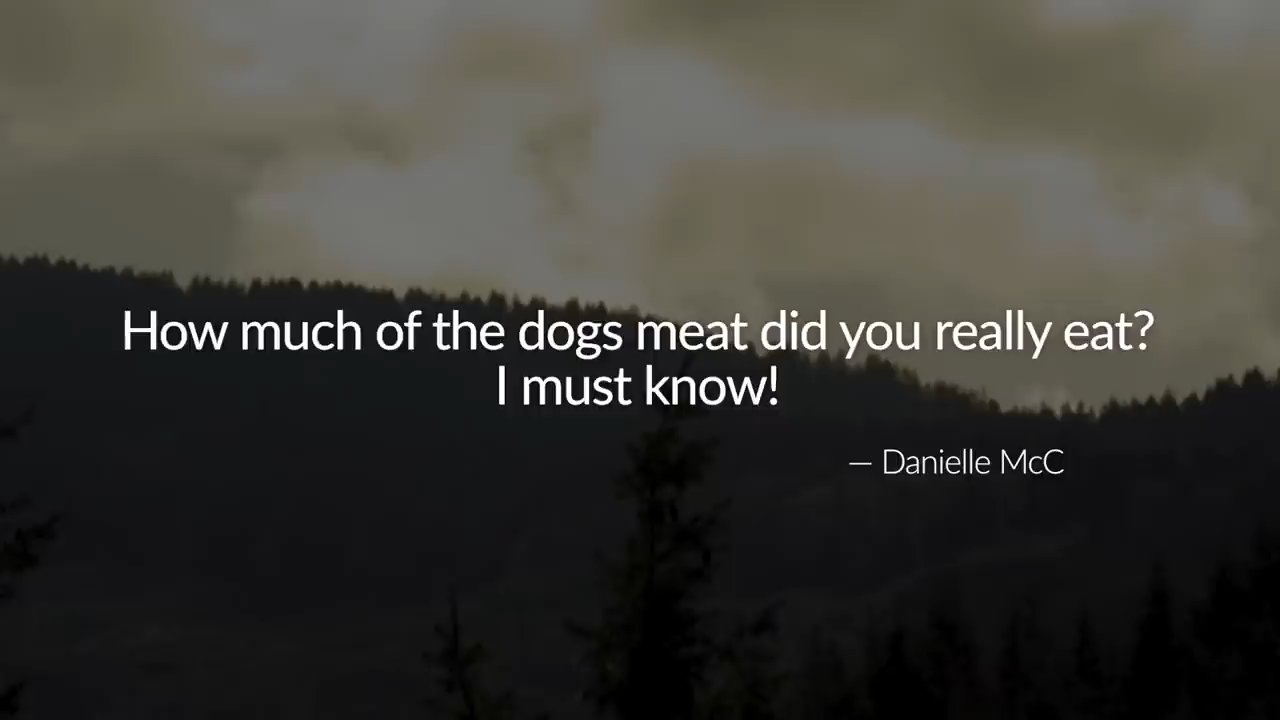 How much of the dogs meat did you really eat?
I must know!
— Danielle McC